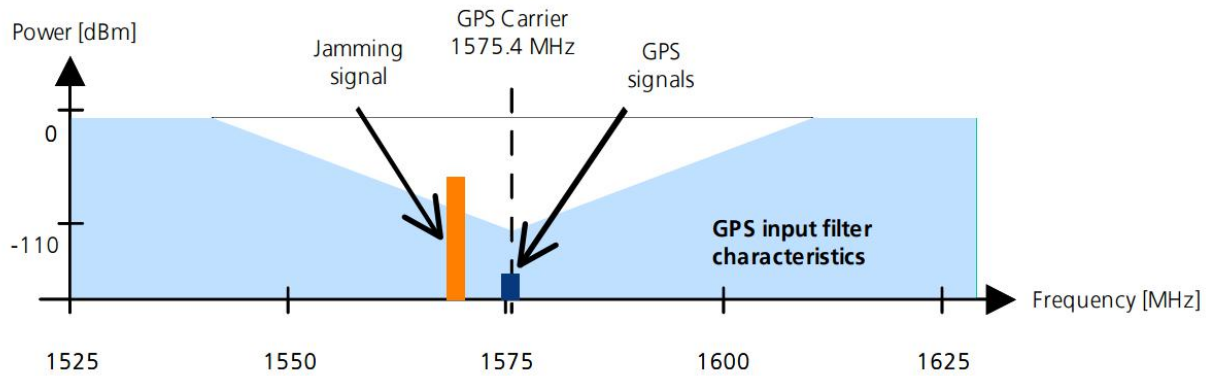 Power [dBm]
GPS Carrier
1575.4 MHz
Jamming
signal
GPS
signals
0
-110
GPS input filter
characteristics
Frequency [MHz]
1525
1550
1575
1600
1625